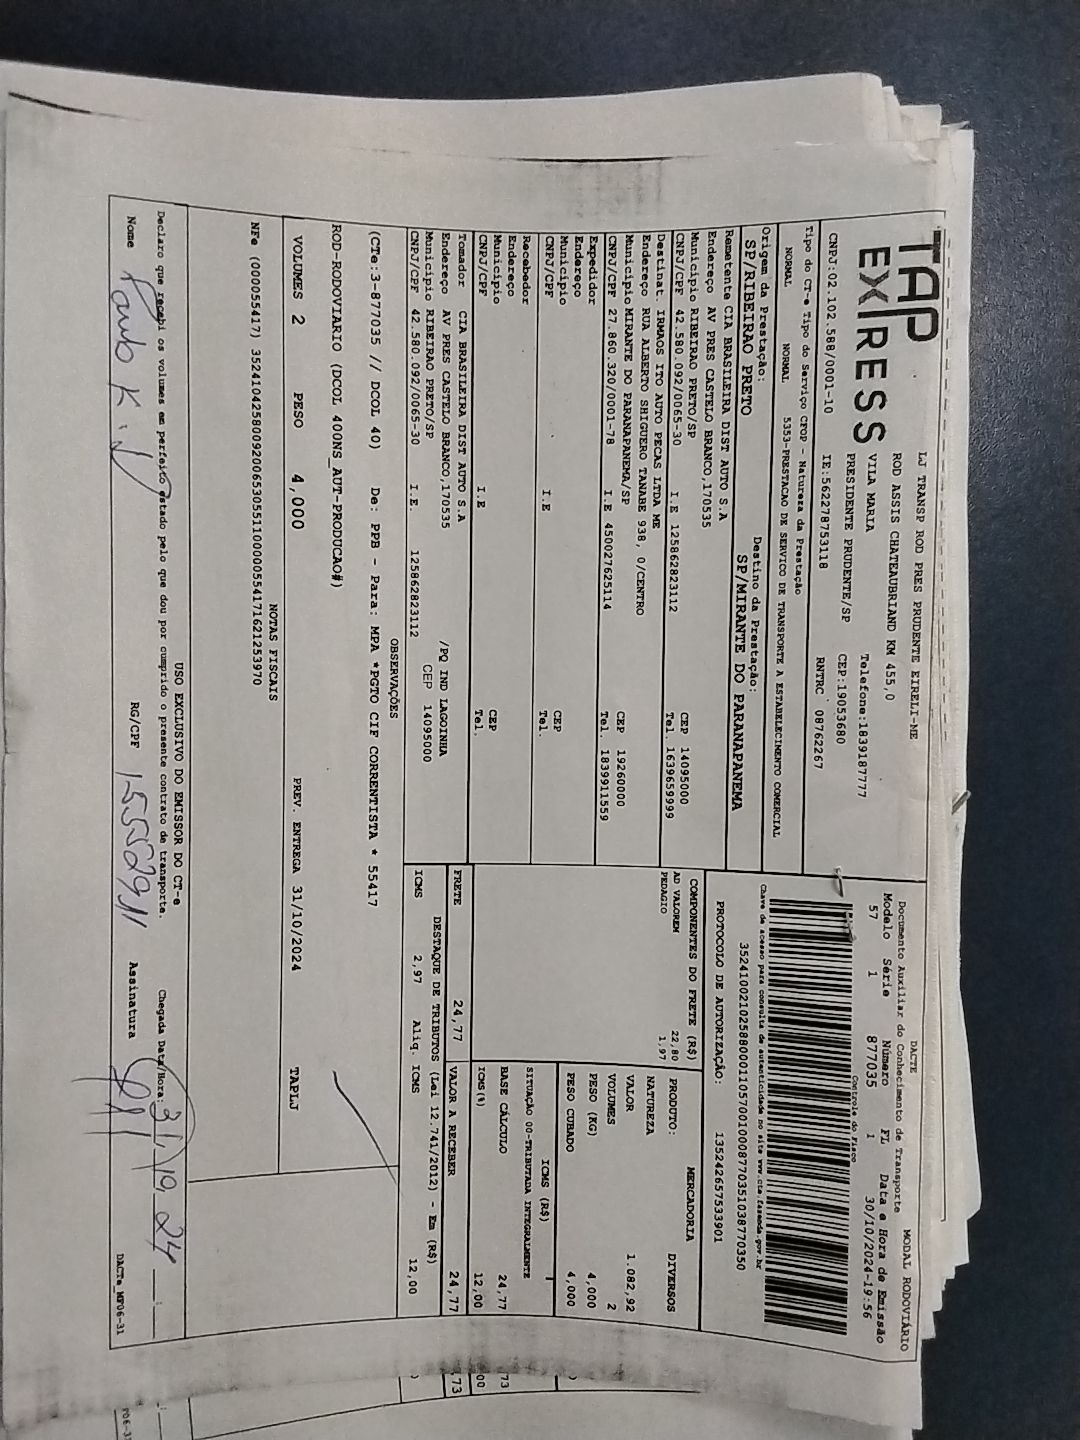 TAP
EXPRESS
LJ TRANSP ROD PRES PRUDENTE EIRELI-ME
ROD ASSIS CHATEAUBRIAND KM 455,0
VILA MARIA Telefone:1839187777
PRESIDENTE PRUDENTE/SP CEP:19053680
CNPJ:02.102.588/0001-10 IE:562278753118 RNTRC 08762267
DACTE MODAL RODOVIÁRIO
Documento Auxiliar do Conhecimento de Transporte
Modelo Série Número FL Data e Hora de Emissão
57 1 877035 1 30/10/2024-19:56
Controle do Fisco
Chave de acesso para consulta de autenticidade no site www.cte.fazenda.gov.br
35241002102588000110570010008770351038770350
PROTOCOLO DE AUTORIZAÇÃO: 135242657533901
Tipo do CT-e Tipo do Serviço CFOP - Natureza da Prestação
NORMAL NORMAL 5353-PRESTACAO DE SERVICO DE TRANSPORTE A ESTABELECIMENTO COMERCIAL
Origem da Prestação: Destino da Prestação:
SP/RIBEIRAO PRETO SP/MIRANTE DO PARANAPANEMA
Remetente CIA BRASILEIRA DIST AUTO S.A
Endereço AV PRES CASTELO BRANCO,170535
Município RIBEIRAO PRETO/SP CEP 14095000
CNPJ/CPF 42.580.092/0065-30 I.E 125862823112 Tel. 1639659999
Destinat. IRMAOS ITO AUTO PECAS LTDA ME
Endereço RUA ALBERTO SHIGUERO TANABE 938, 0/CENTRO
Município MIRANTE DO PARANAPANEMA/SP CEP 19260000
CNPJ/CPF 27.860.320/0001-78 I.E 450027625114 Tel. 1839911559
Expedidor
Endereço
Município CEP
CNPJ/CPF I.E Tel.
Recebedor
Endereço
Município CEP
CNPJ/CPF I.E Tel.
Tomador CIA BRASILEIRA DIST AUTO S.A
Endereço AV PRES CASTELO BRANCO,170535 /PQ IND LAGOINHA
Município RIBEIRAO PRETO/SP CEP 14095000
CNPJ/CPF 42.580.092/0065-30 I.E. 125862823112
COMPONENTES DO FRETE (R$)
AD VALOREM 22,80
PEDAGIO 1,97
FRETE 24,77
MERCADORIA
PRODUTO: DIVERSOS
NATUREZA
VALOR 1.082,92
VOLUMES 2
PESO (KG) 4,000
PESO CUBADO 4,000
ICMS (R$)
SITUAÇÃO 00-TRIBUTADA INTEGRALMENTE
BASE CÁLCULO 24,77
ICMS(%) 12,00
VALOR A RECEBER 24,77
DESTAQUE DE TRIBUTOS (Lei 12.741/2012) - Em (R$)
ICMS 2,97 Aliq. ICMS 12,00
OBSERVAÇÕES
(CTe:3-877035 // DCOL 40) De: PPB - Para: MPA *PGTO CIF CORRENTISTA * 55417
ROD-RODOVIARIO (DCOL 400NS_AUT-PRODUCAO#)
VOLUMES 2 PESO 4,000 PREV. ENTREGA 31/10/2024 TAPLJ
NOTAS FISCAIS
NFe (000055417) 35241042580092006530551100000554171621253970
USO EXCLUSIVO DO EMISSOR DO CT-e
Declaro que recebi os volumes em perfeito estado pelo que dou por cumprido o presente contrato de transporte. Chegada Data/Hora: 31/10/24
Nome RG/CPF Assinatura
DACTe_MP06-31